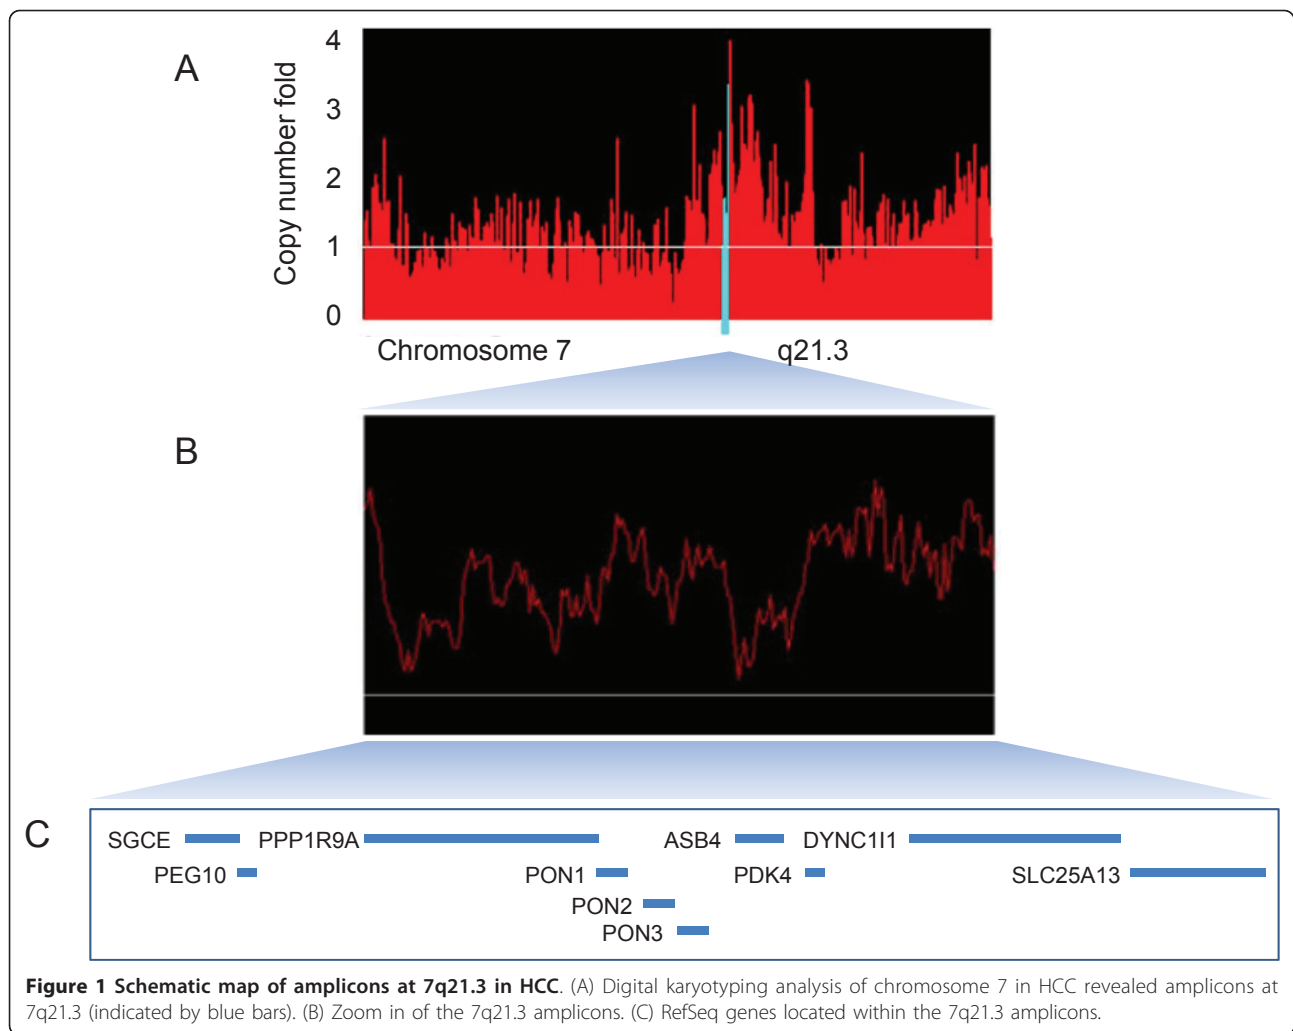 A
Copy number fold
4
3
2
1
0
Chromosome 7 q21.3
B
C
SGCE PPP1R9A ASB4 DYNC1I1
PEG10 PON1 PDK4 SLC25A13
PON2
PON3
Figure 1 Schematic map of amplicons at 7q21.3 in HCC. (A) Digital karyotyping analysis of chromosome 7 in HCC revealed amplicons at
7q21.3 (indicated by blue bars). (B) Zoom in of the 7q21.3 amplicons. (C) RefSeq genes located within the 7q21.3 amplicons.